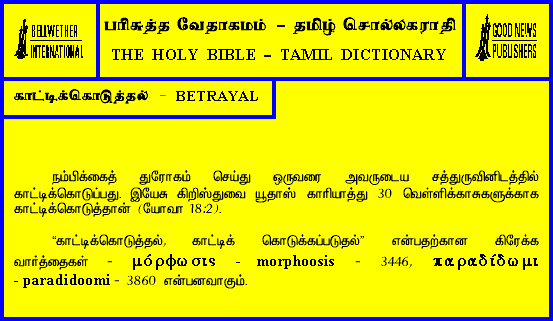 BELLWETHER
INTERNATIONAL
பரிசுத்த வேதாகமம் – தமிழ் சொல்லகராதி
THE HOLY BIBLE – TAMIL DICTIONARY
GOOD NEWS
PUBLISHERS
காட்டிக்கொடுத்தல் – BETRAYAL
நம்பிக்கைத் துரோகம் செய்து ஒருவரை அவருடைய சத்துருவினிடத்தில்
காட்டிக்கொடுப்பது. இயேசு கிறிஸ்துவை யூதாஸ் காரியாத்து 30 வெள்ளிக்காசுகளுக்காக
காட்டிக்கொடுத்தான் (யோவா 18:2).
“காட்டிக்கொடுத்தல், காட்டிக் கொடுக்கப்படுதல்” என்பதற்கான கிரேக்க
வார்த்தைகள் - μόρφωσις - morphoosis - 3446, παραδίδωμι
- paradidoomi - 3860 என்பனவாகும்.